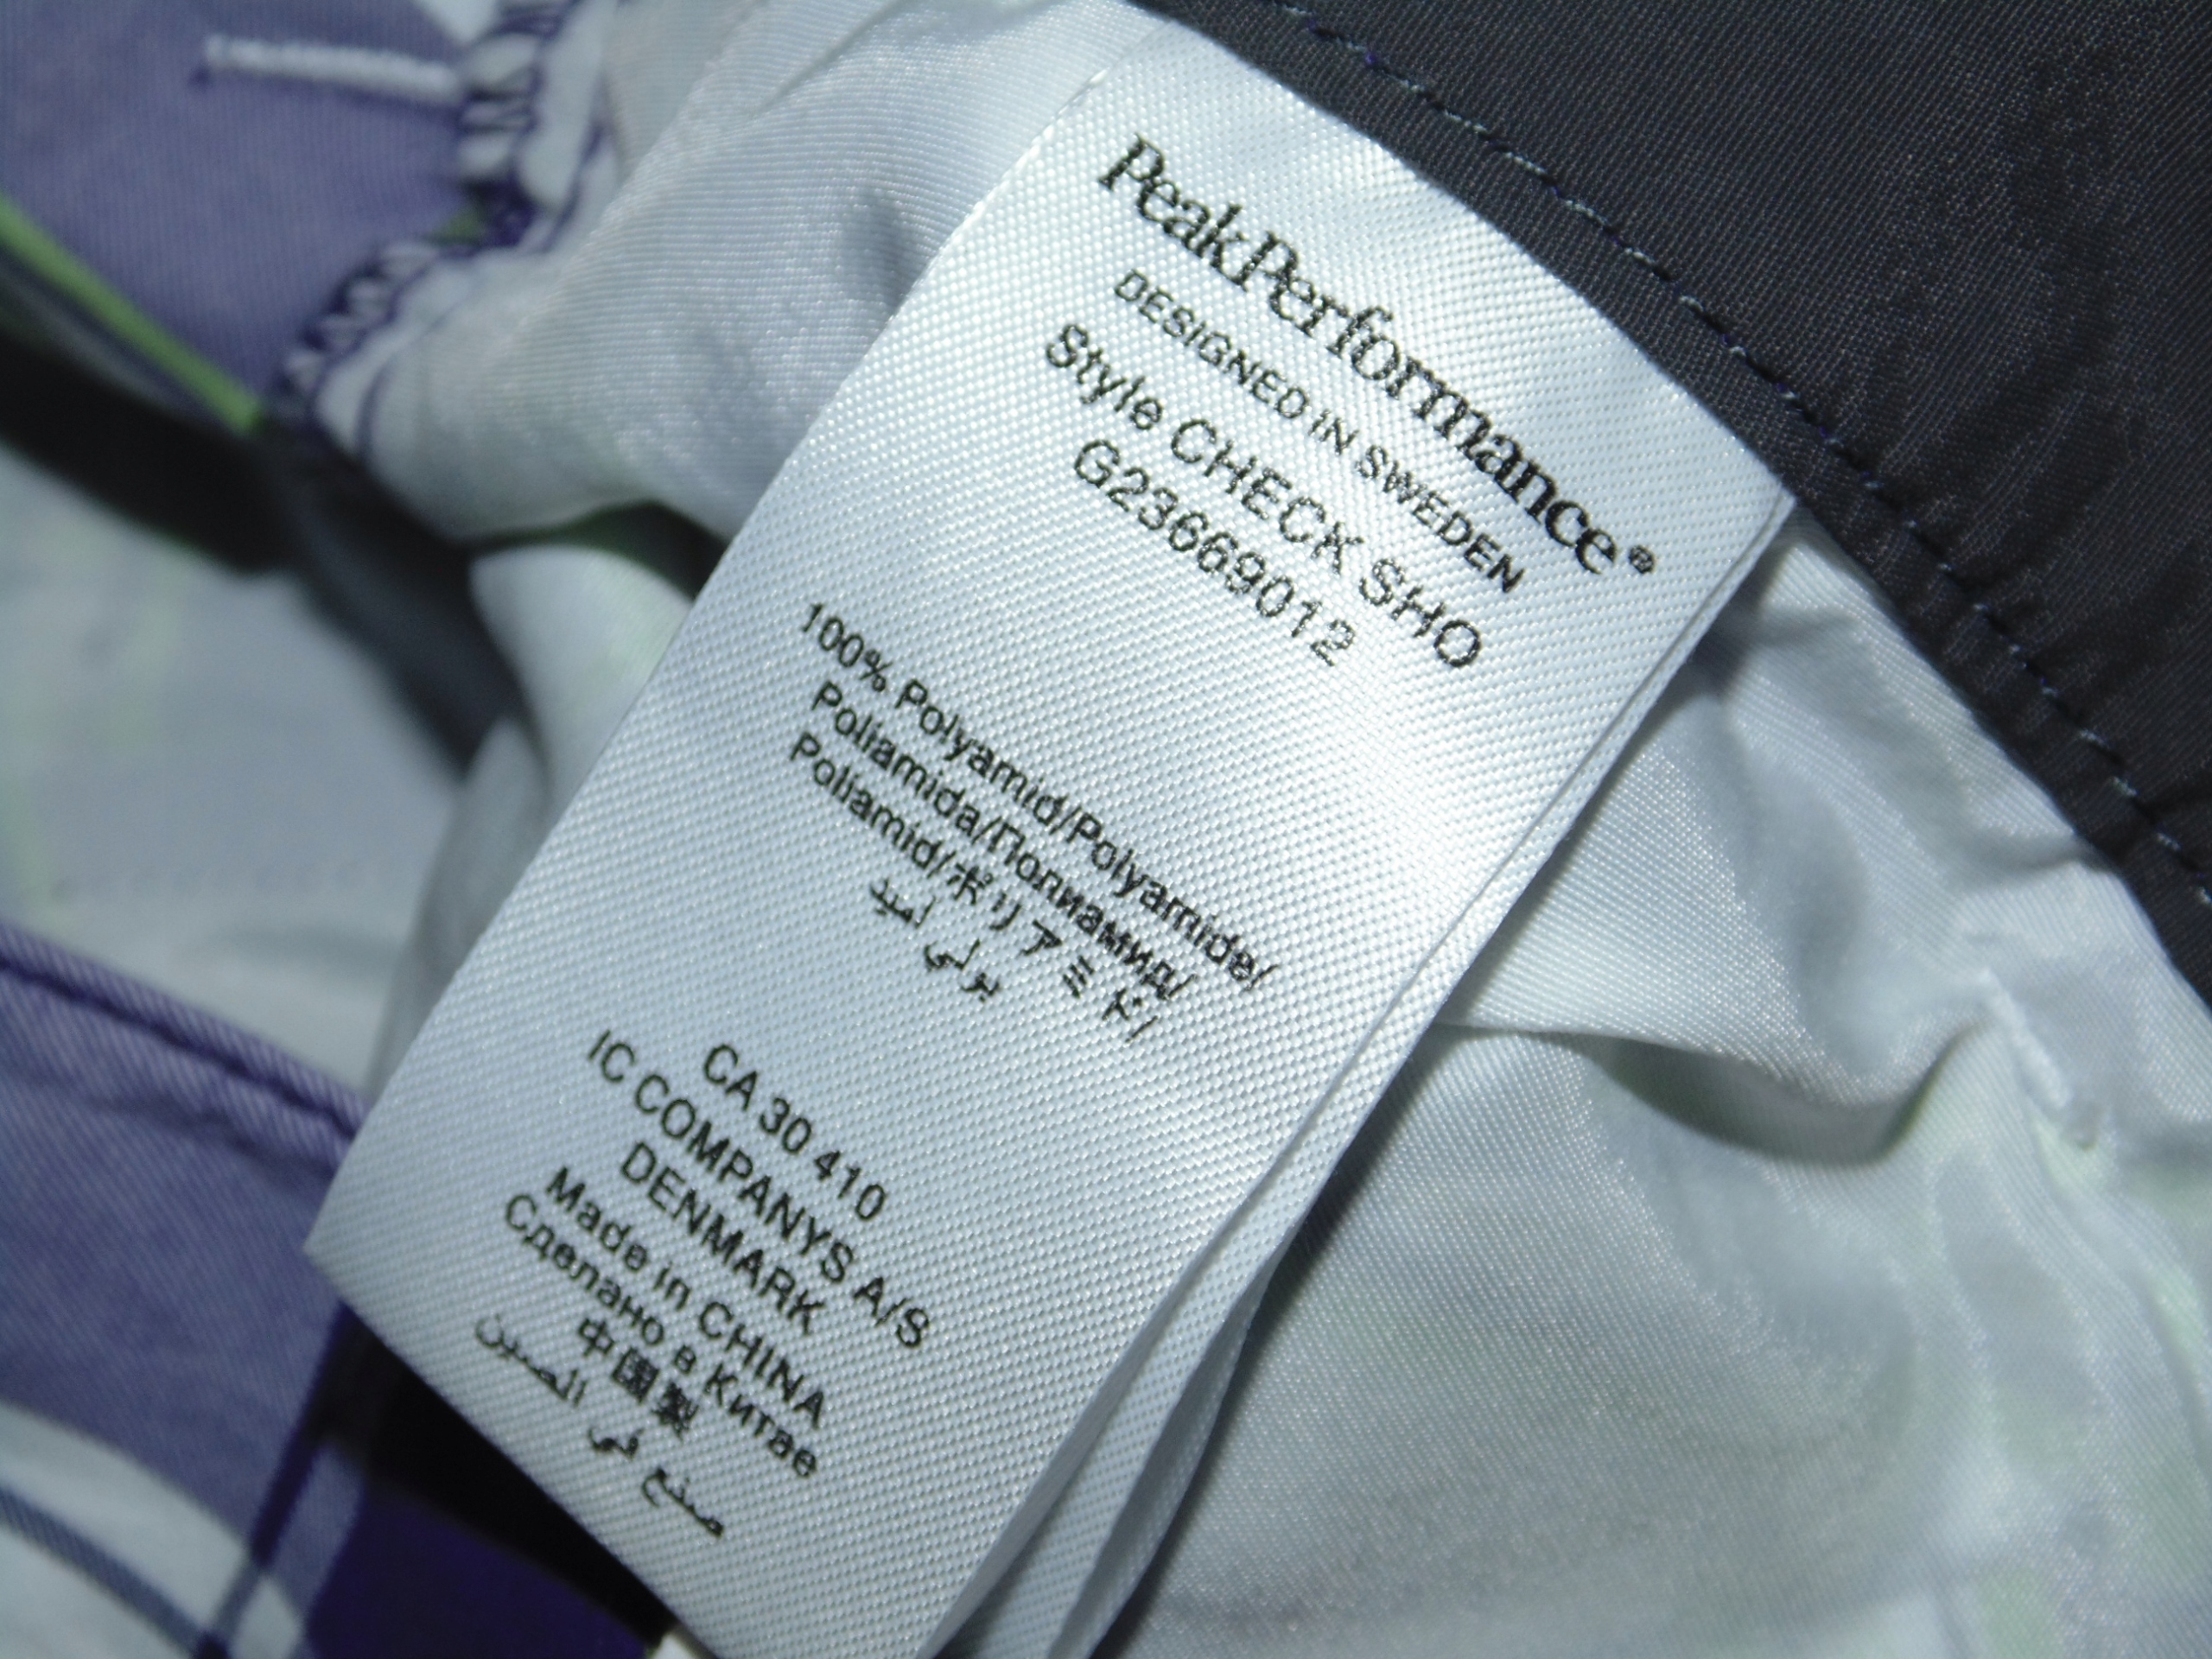 PeakPerformance®
DESIGNED IN SWEDEN
Style CHECK SHO
G23669012
100% Polyamid/Polyamide/
Poliamida/Полиамид/
Poliamid/ポリアミド/
بولي اميد
CA 30 410
IC COMPANYS A/S
DENMARK
Made in CHINA
Сделано в Китае
中国製
صنع في الصين